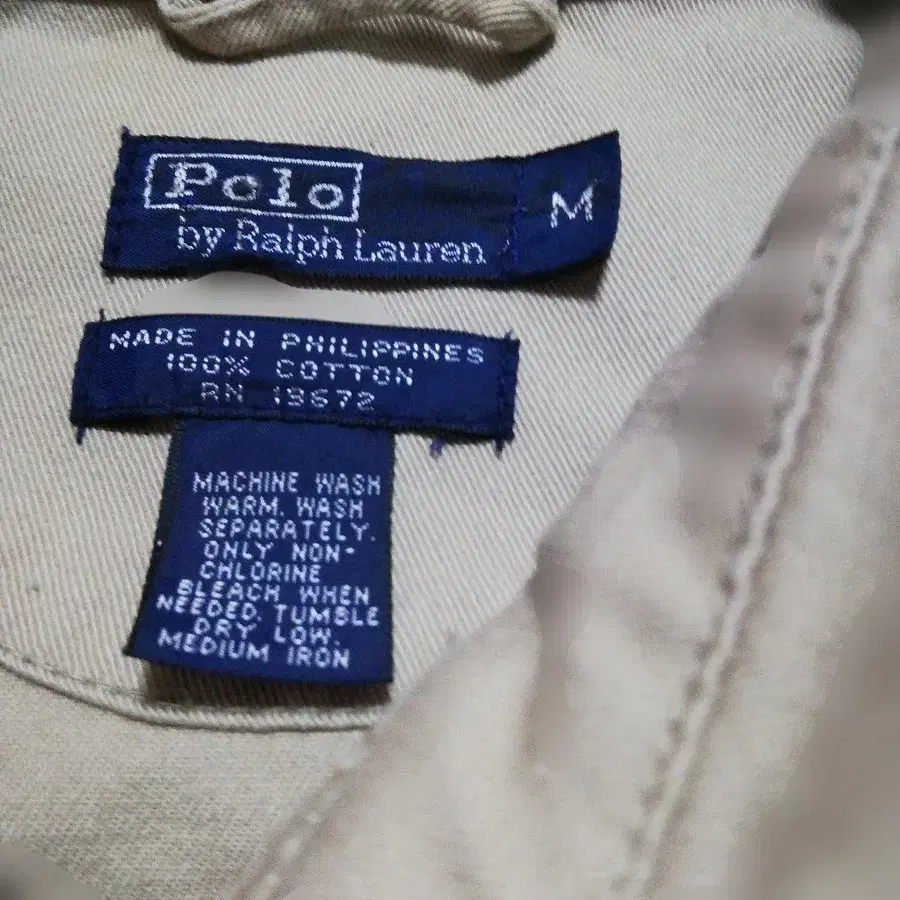 Polo
by Ralph Lauren
M
MADE IN PHILIPPINES
100% COTTON
RN 13672
MACHINE WASH
WARM. WASH
SEPARATELY.
ONLY NON-
CHLORINE
BLEACH WHEN
NEEDED. TUMBLE
DRY LOW.
MEDIUM IRON